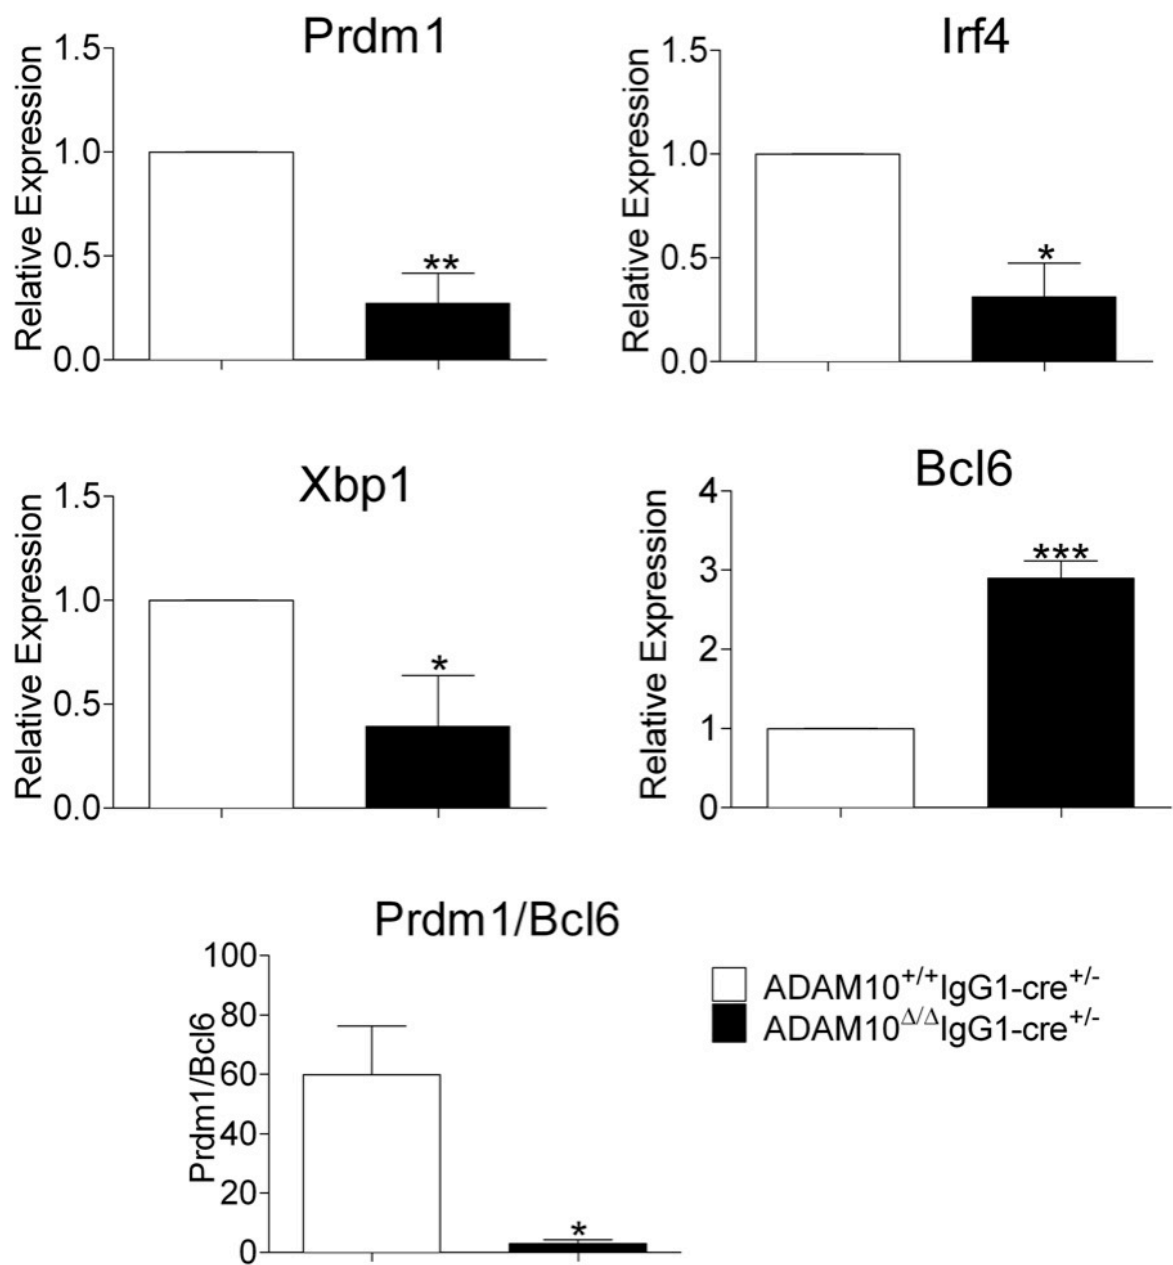 Prdm1
Relative Expression
1.5
1.0
0.5
0.0
**
Irf4
Relative Expression
1.5
1.0
0.5
0.0
*
Xbp1
Relative Expression
1.5
1.0
0.5
0.0
*
Bcl6
Relative Expression
4
3
2
1
0
***
Prdm1/Bcl6
Prdm1/Bcl6
100
80
60
40
20
0
*
ADAM10+/+IgG1-cre+/-
ADAM10Δ/ΔIgG1-cre+/-